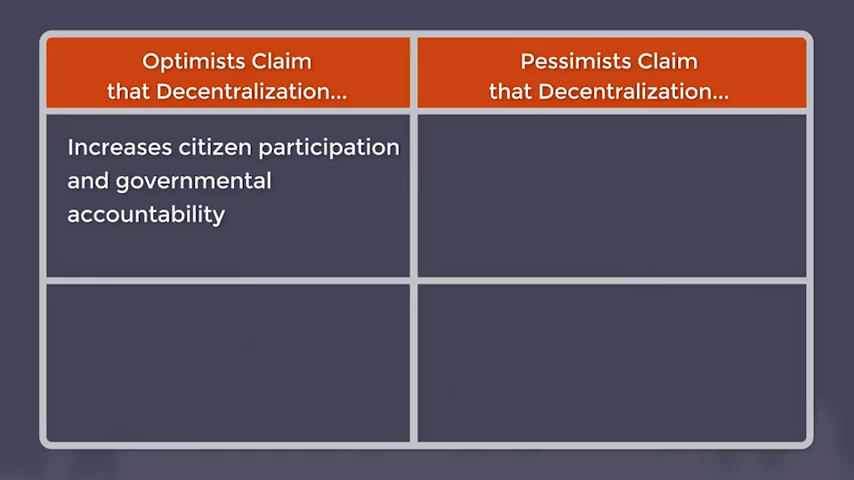 Optimists Claim
that Decentralization...
Pessimists Claim
that Decentralization...
Increases citizen participation
and governmental
accountability